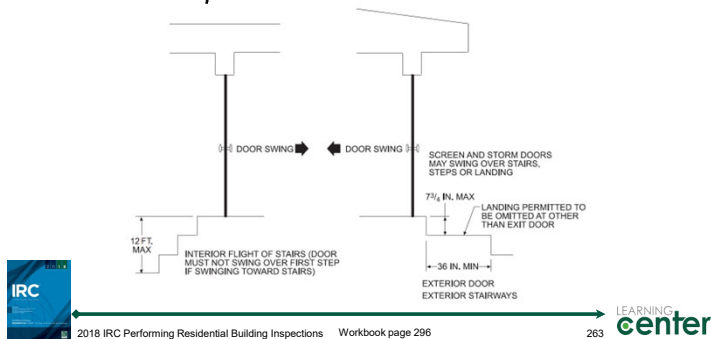 DOOR SWING
DOOR SWING
SCREEN AND STORM DOORS
MAY SWING OVER STAIRS,
STEPS OR LANDING
7 3/4 IN. MAX
LANDING PERMITTED TO
BE OMITTED AT OTHER
THAN EXIT DOOR
12 FT.
MAX
INTERIOR FLIGHT OF STAIRS (DOOR
MUST NOT SWING OVER FIRST STEP
IF SWINGING TOWARD STAIRS)
36 IN. MIN
EXTERIOR DOOR
EXTERIOR STAIRWAYS
IRC
2018 IRC Performing Residential Building Inspections Workbook page 296
263
LEARNING
center